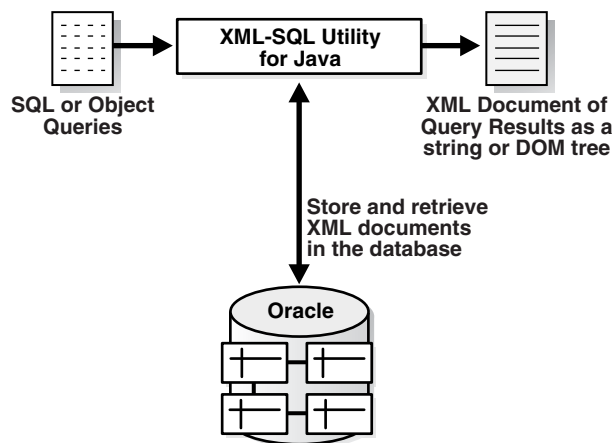 XML-SQL Utility
for Java
SQL or Object
Queries
XML Document of
Query Results as a
string or DOM tree
Store and retrieve
XML documents
in the database
Oracle